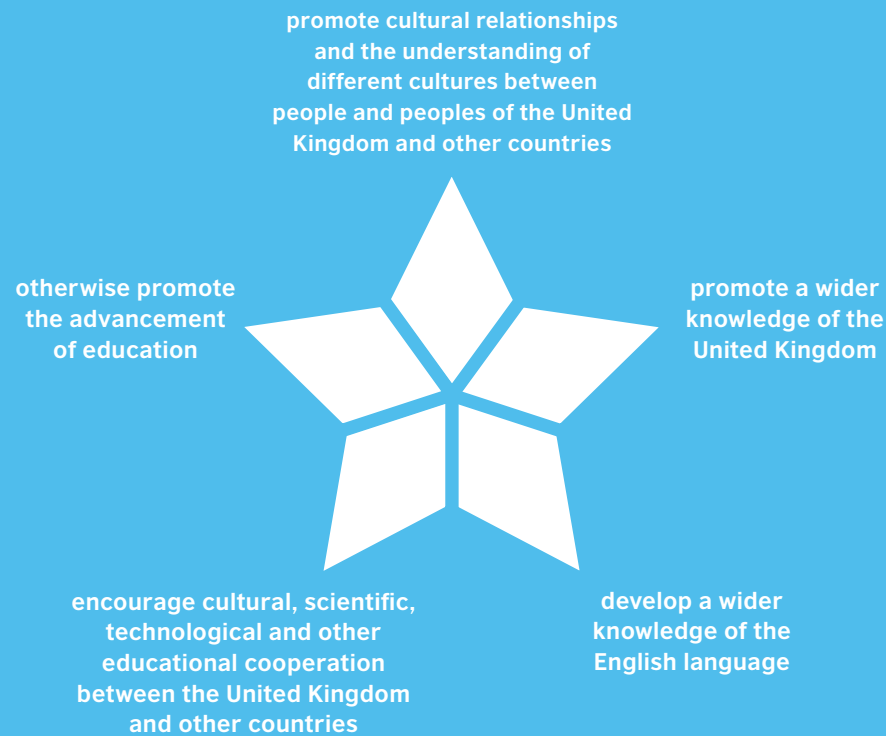 promote cultural relationships
and the understanding of
different cultures between
people and peoples of the United
Kingdom and other countries
otherwise promote
the advancement
of education
promote a wider
knowledge of the
United Kingdom
encourage cultural, scientific,
technological and other
educational cooperation
between the United Kingdom
and other countries
develop a wider
knowledge of the
English language